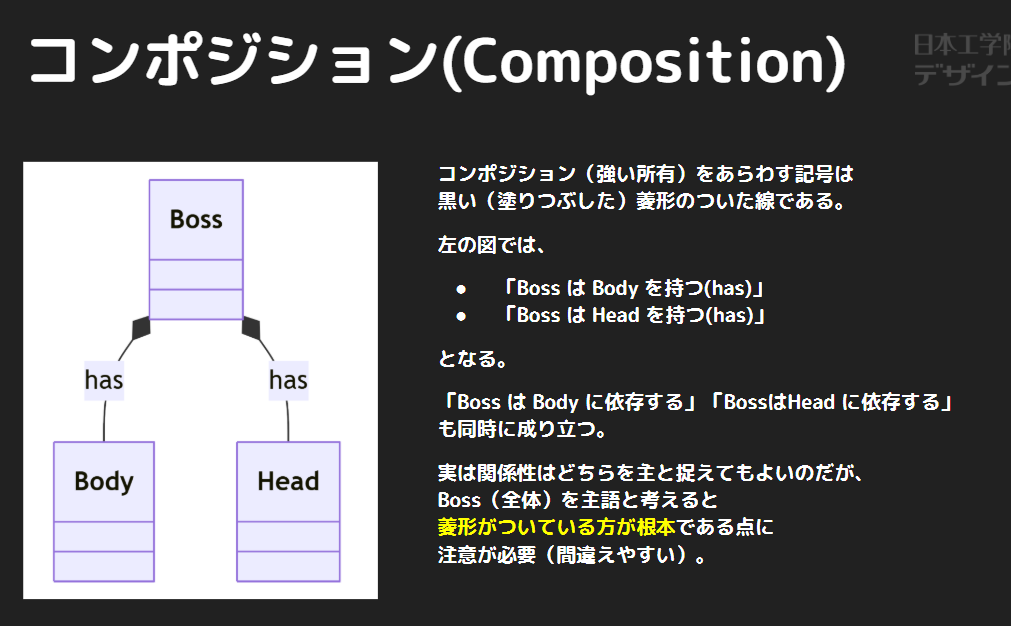 コンポジション(Composition)
日本工学院
デザイン
Boss
has
has
Body
Head
コンポジション（強い所有）をあらわす記号は
黒い（塗りつぶした）菱形のついた線である。
左の図では、
● 「Boss は Body を持つ(has)」
● 「Boss は Head を持つ(has)」
となる。
「Boss は Body に依存する」「BossはHead に依存する」
も同時に成り立つ。
実は関係性はどちらを主と捉えてもよいのだが、
Boss（全体）を主語と考えると
菱形がついている方が根本である点に
注意が必要（間違えやすい）。